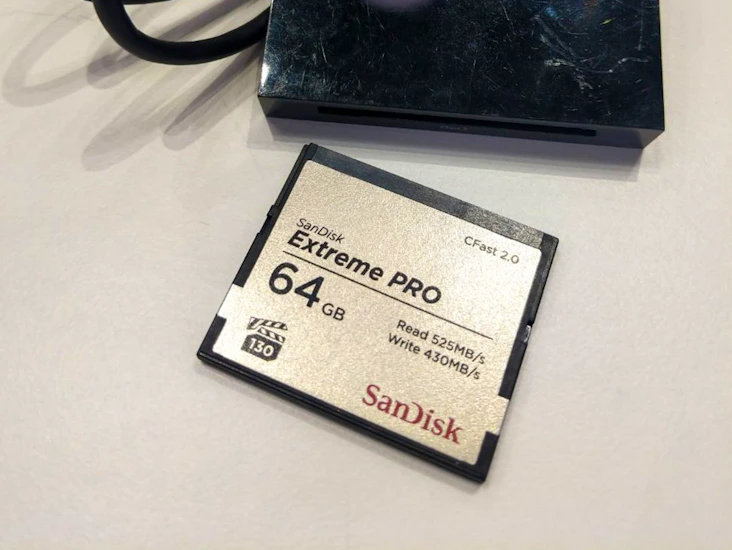 SanDisk
Extreme PRO
CFast 2.0
64 GB
Read 525MB/s
Write 430MB/s
130
SanDisk